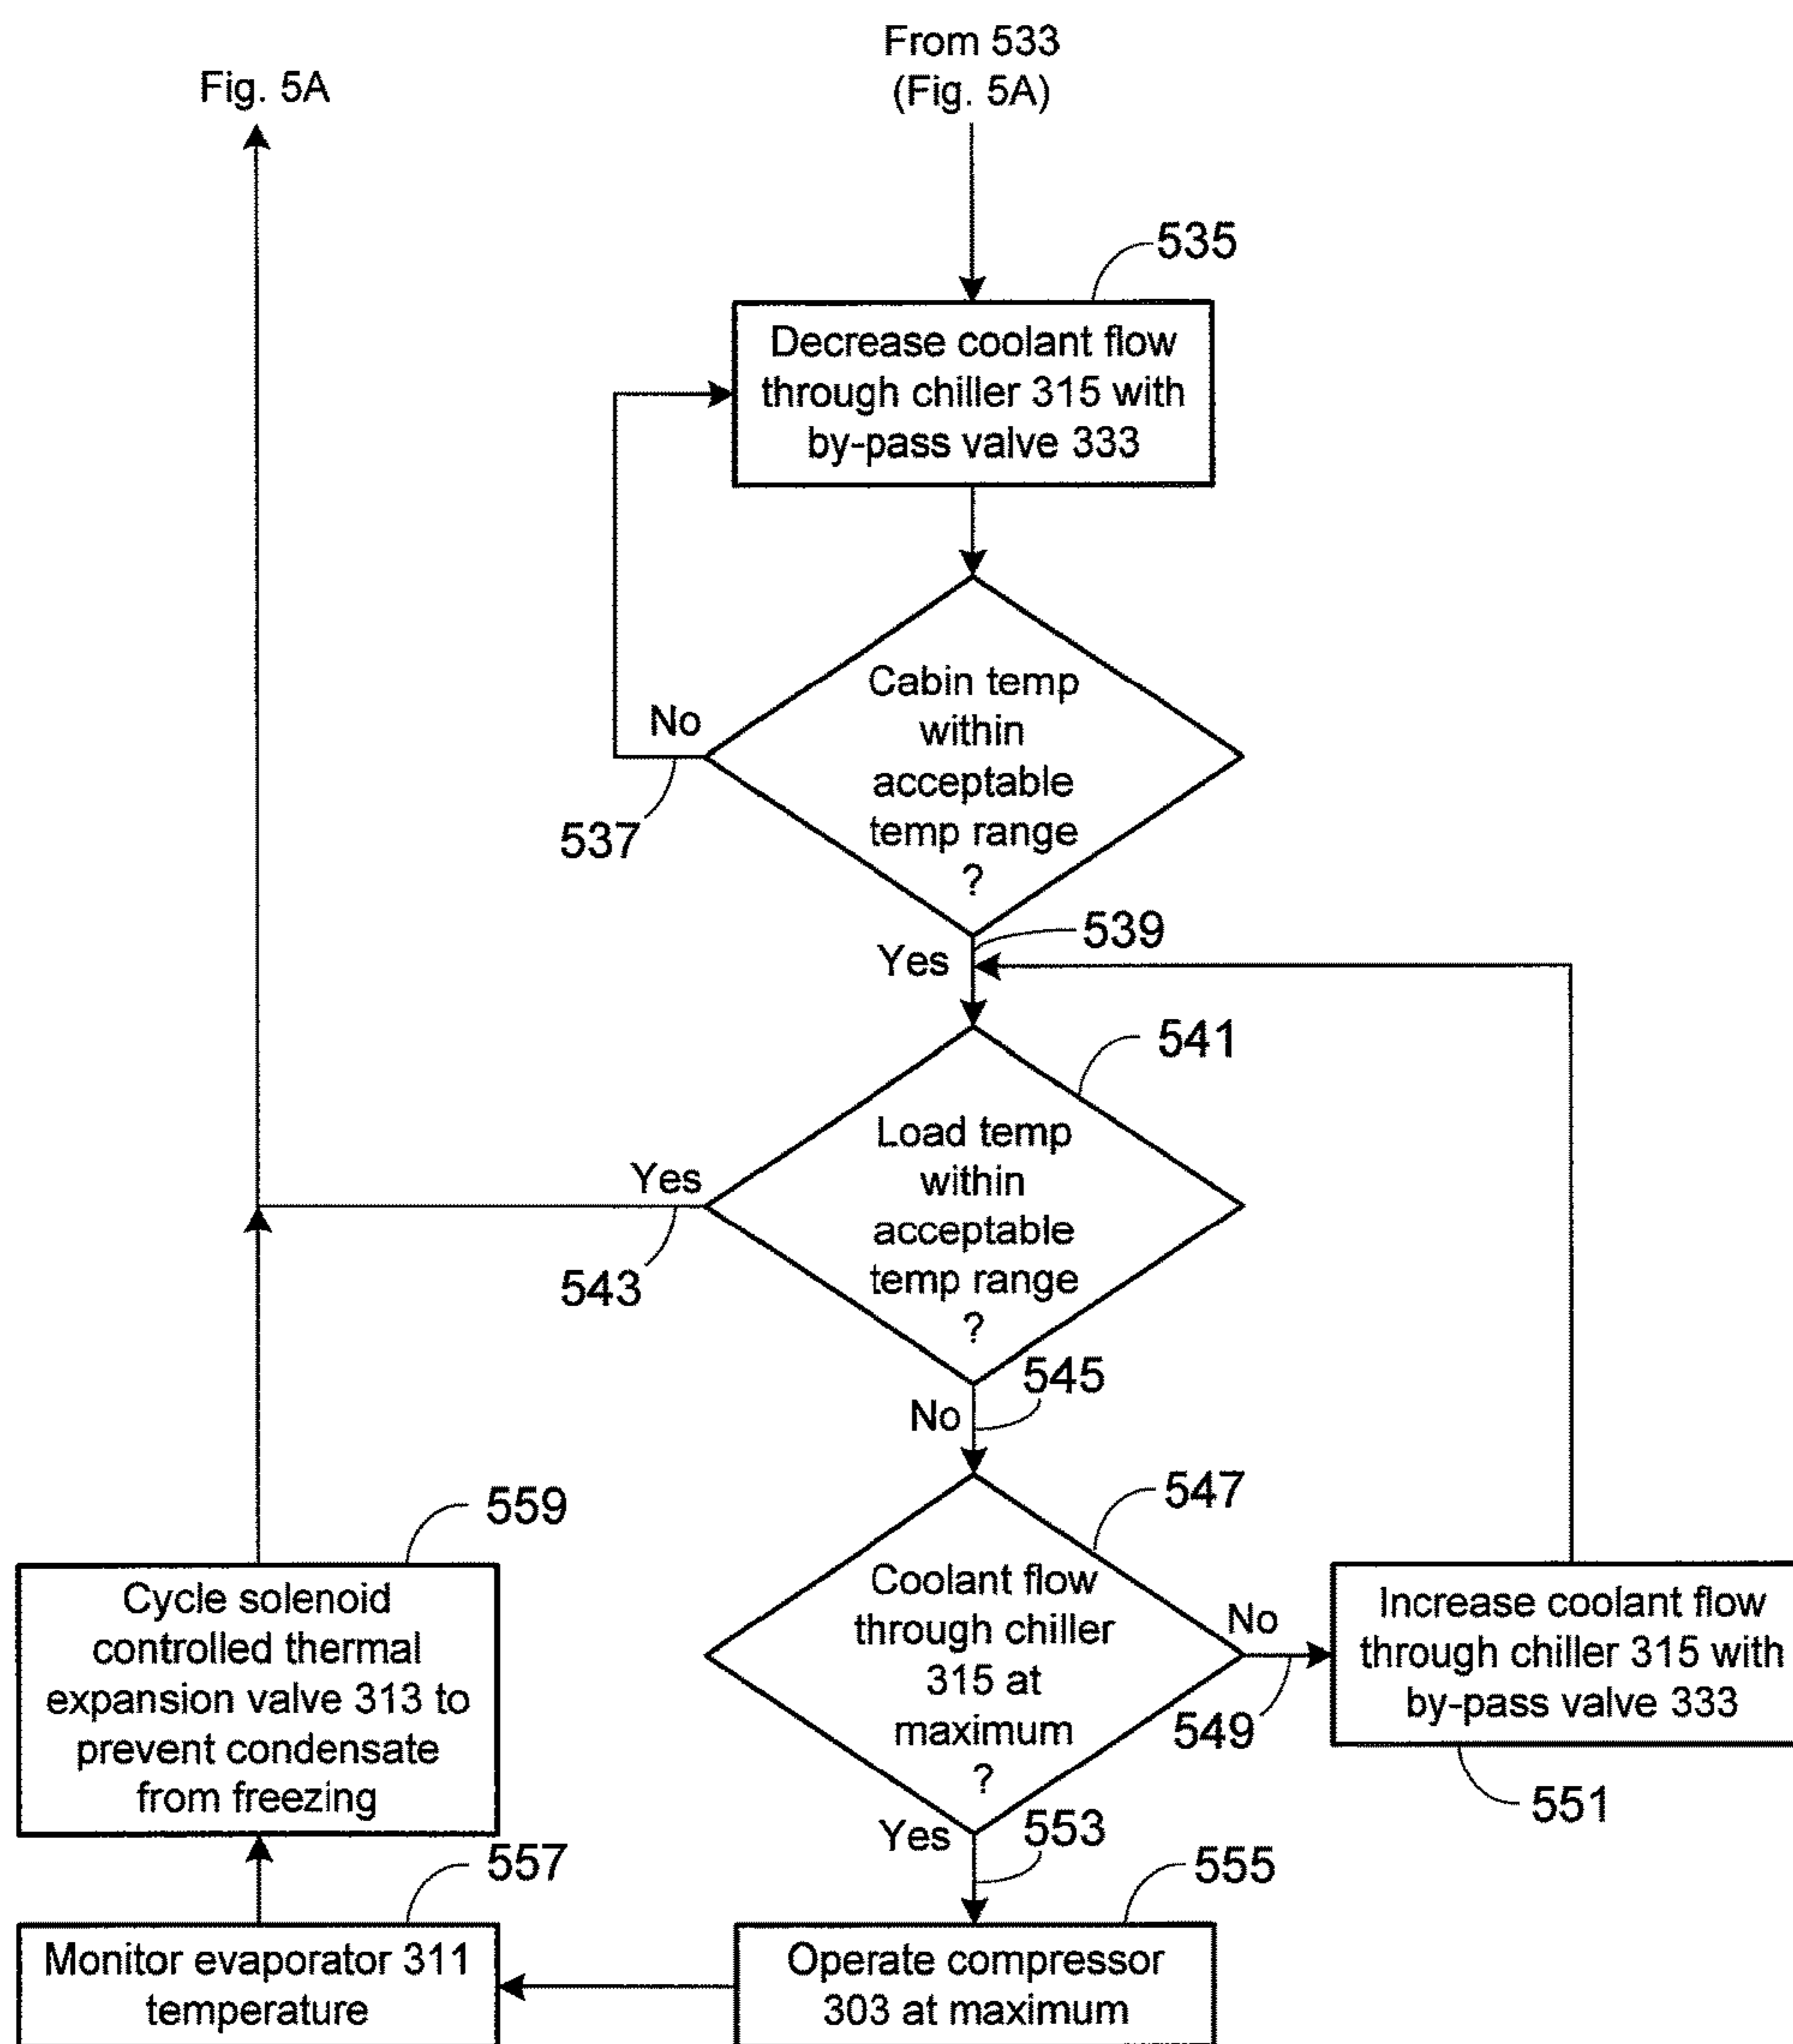 From 533
(Fig. 5A)
Fig. 5A
535
Decrease coolant flow
through chiller 315 with
by-pass valve 333
Cabin temp
within
acceptable
temp range
?
No
537
539
Yes
541
Load temp
within
acceptable
temp range
?
Yes
543
545
No
547
Coolant flow
through chiller
315 at
maximum
?
No
549
Increase coolant flow
through chiller 315 with
by-pass valve 333
551
Yes
553
555
Operate compressor
303 at maximum
557
Monitor evaporator 311
temperature
559
Cycle solenoid
controlled thermal
expansion valve 313 to
prevent condensate
from freezing